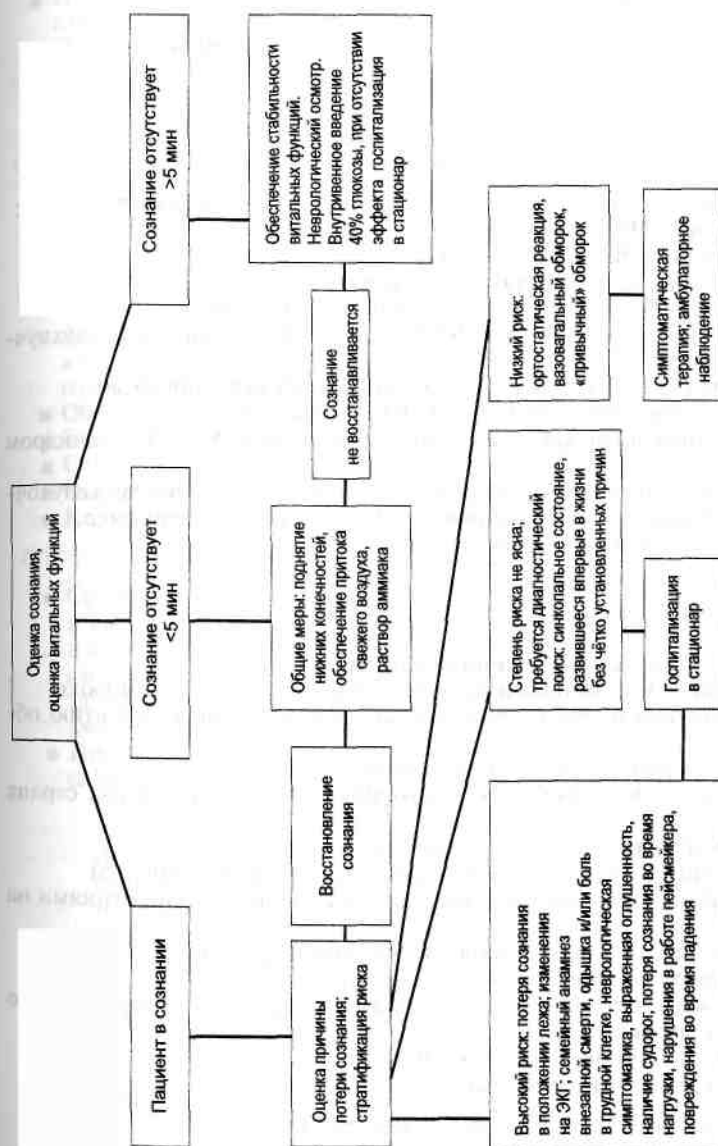 Оценка сознания,
оценка витальных функций
Пациент в сознании
Сознание отсутствует
<5 мин
Сознание отсутствует
>5 мин
Оценка причины
потери сознания;
стратификация риска
Восстановление
сознания
Общие меры: поднятие
нижних конечностей,
обеспечение притока
свежего воздуха,
раствор аммиака
Сознание
не восстанавливается
Обеспечение стабильности
витальных функций.
Неврологический осмотр.
Внутривенное введение
40% глюкозы, при отсутствии
эффекта госпитализация
в стационар
Высокий риск: потеря сознания
в положении лежа; изменения
на ЭКГ; семейный анамнез
внезапной смерти, одышка и/или боль
в грудной клетке, неврологическая
симптоматика, выраженная оглушенность,
наличие судорог, потеря сознания во время
нагрузки, нарушения в работе пейсмейкера,
повреждения во время падения
Степень риска не ясна;
требуется диагностический
поиск; синкопальное состояние,
развившееся впервые в жизни
без чётко установленных причин
Низкий риск:
ортостатическая реакция,
вазовагальный обморок,
«привычный» обморок
Госпитализация
в стационар
Симптоматическая
терапия; амбулаторное
наблюдение